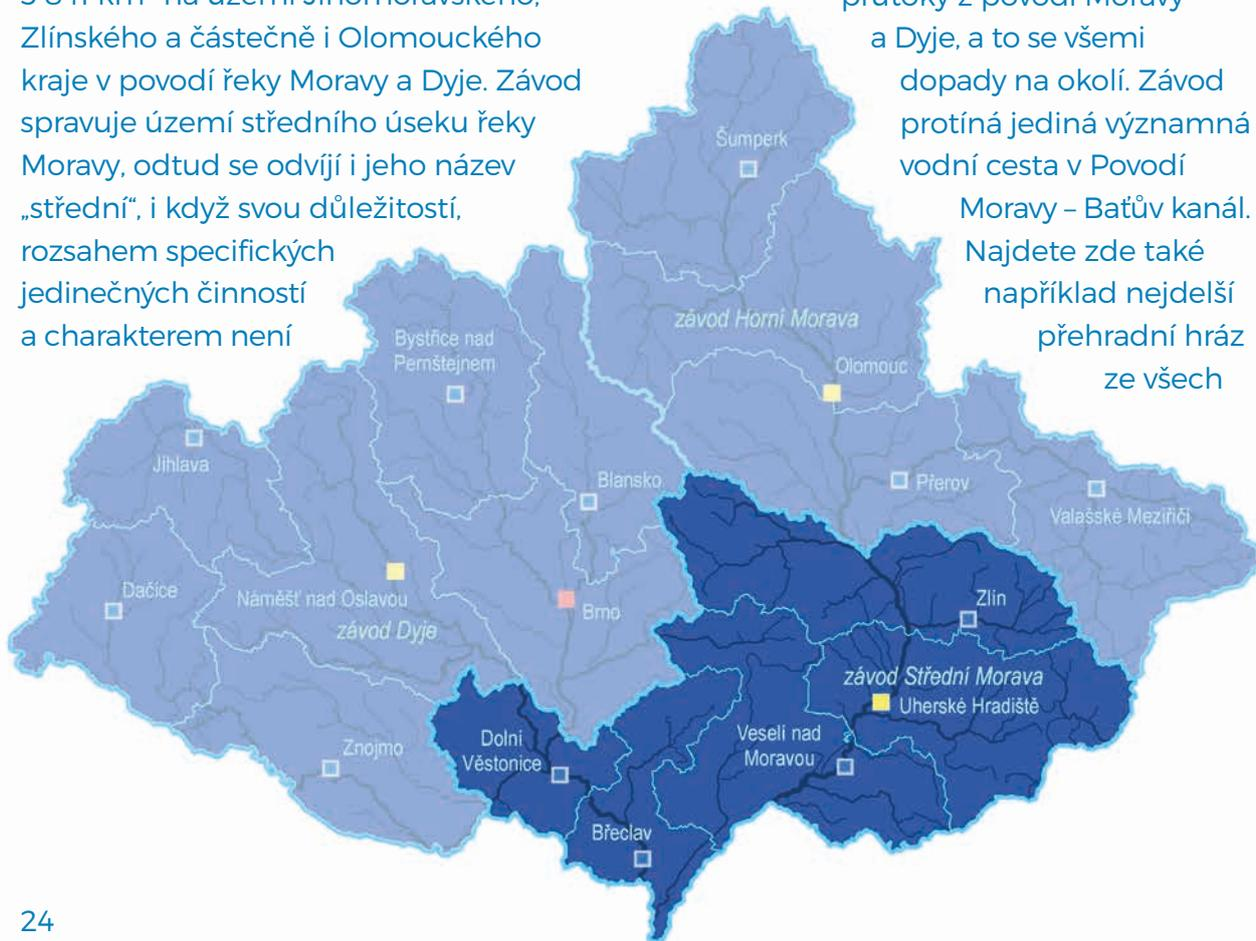 Zlínského a částečně i Olomouckého
kraje v povodí řeky Moravy a Dyje. Závod
spravuje území středního úseku řeky
Moravy, odtud se odvíjí i jeho název
„střední“, i když svou důležitostí,
rozsahem specifických
jedinečných činností
a charakterem není
průtoky z povodí Moravy
a Dyje, a to se všemi
dopady na okolí. Závod
protíná jediná významná
vodní cesta v Povodí
Moravy – Baťův kanál.
Najdete zde také
například nejdelší
přehradní hráz
ze všech
Šumperk
závod Horní Morava
Bystřice nad
Pernštejnem
Olomouc
Jihlava
Blansko
Přerov
Valašské Meziříčí
Dačice
Náměšť nad Oslavou
závod Dyje
Brno
Zlín
závod Střední Morava
Uherské Hradiště
Veselí nad
Moravou
Dolní
Věstonice
Znojmo
Břeclav
24